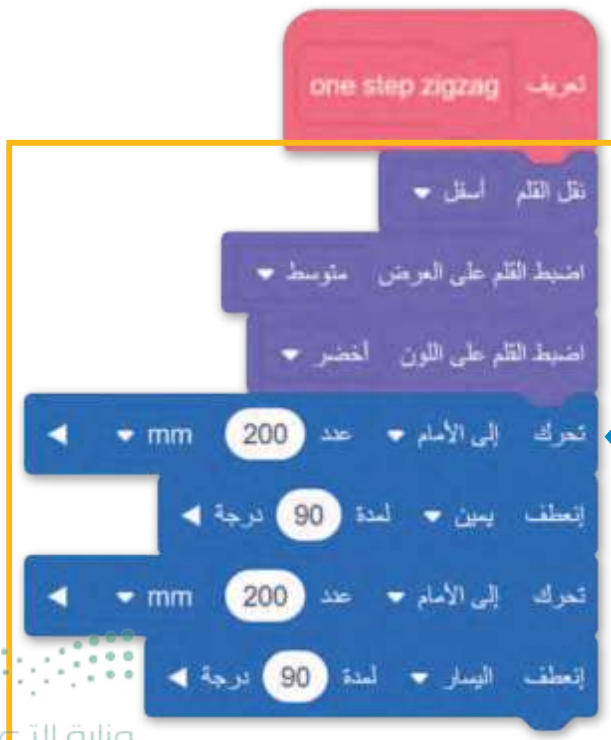 تعريف one step zigzag
نقل القلم أسفل
اضبط القلم على العرض متوسط
اضبط القلم على اللون أخضر
تحرك إلى الأمام عدد 200 mm
إنعطف يمين لمدة 90 درجة
تحرك إلى الأمام عدد 200 mm
إنعطف اليسار لمدة 90 درجة
وزارة